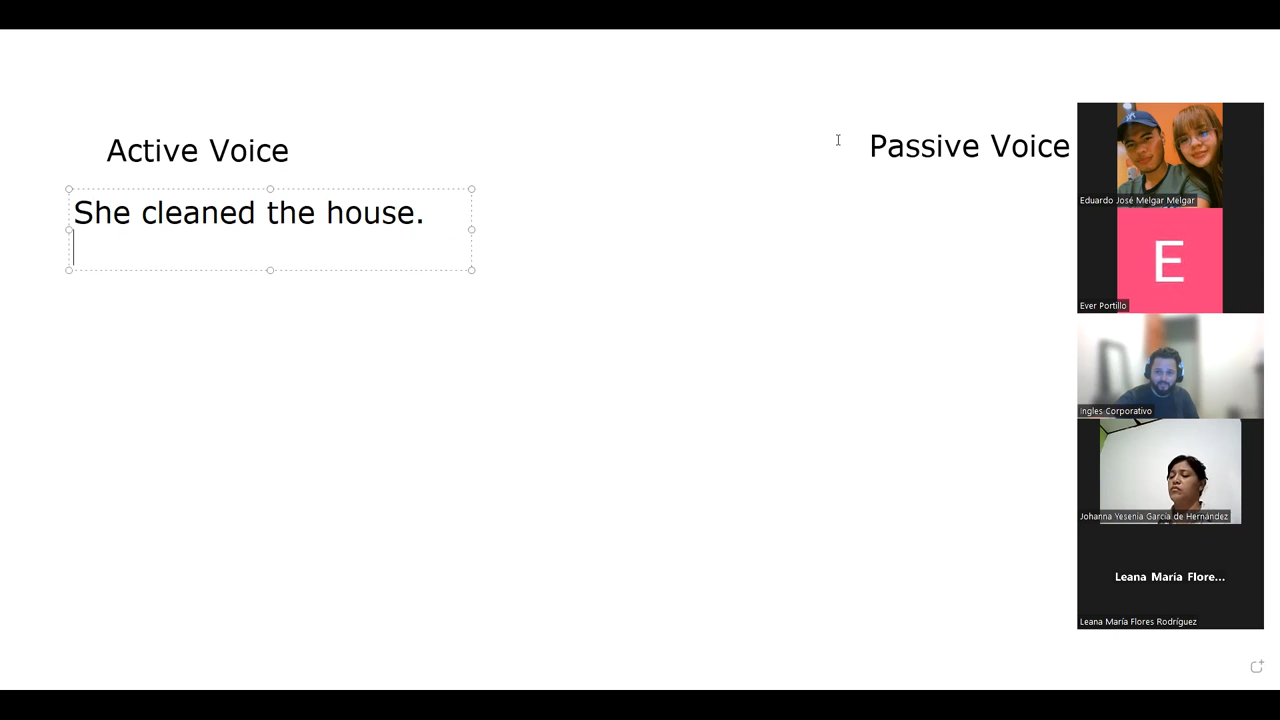 Active Voice
Passive Voice
She cleaned the house.
Eduardo José Melgar Melgar
E
Ever Portillo
Ingles Corporativo
Johanna Yesenia García de Hernández
Leana María Flore...
Leana María Flores Rodríguez